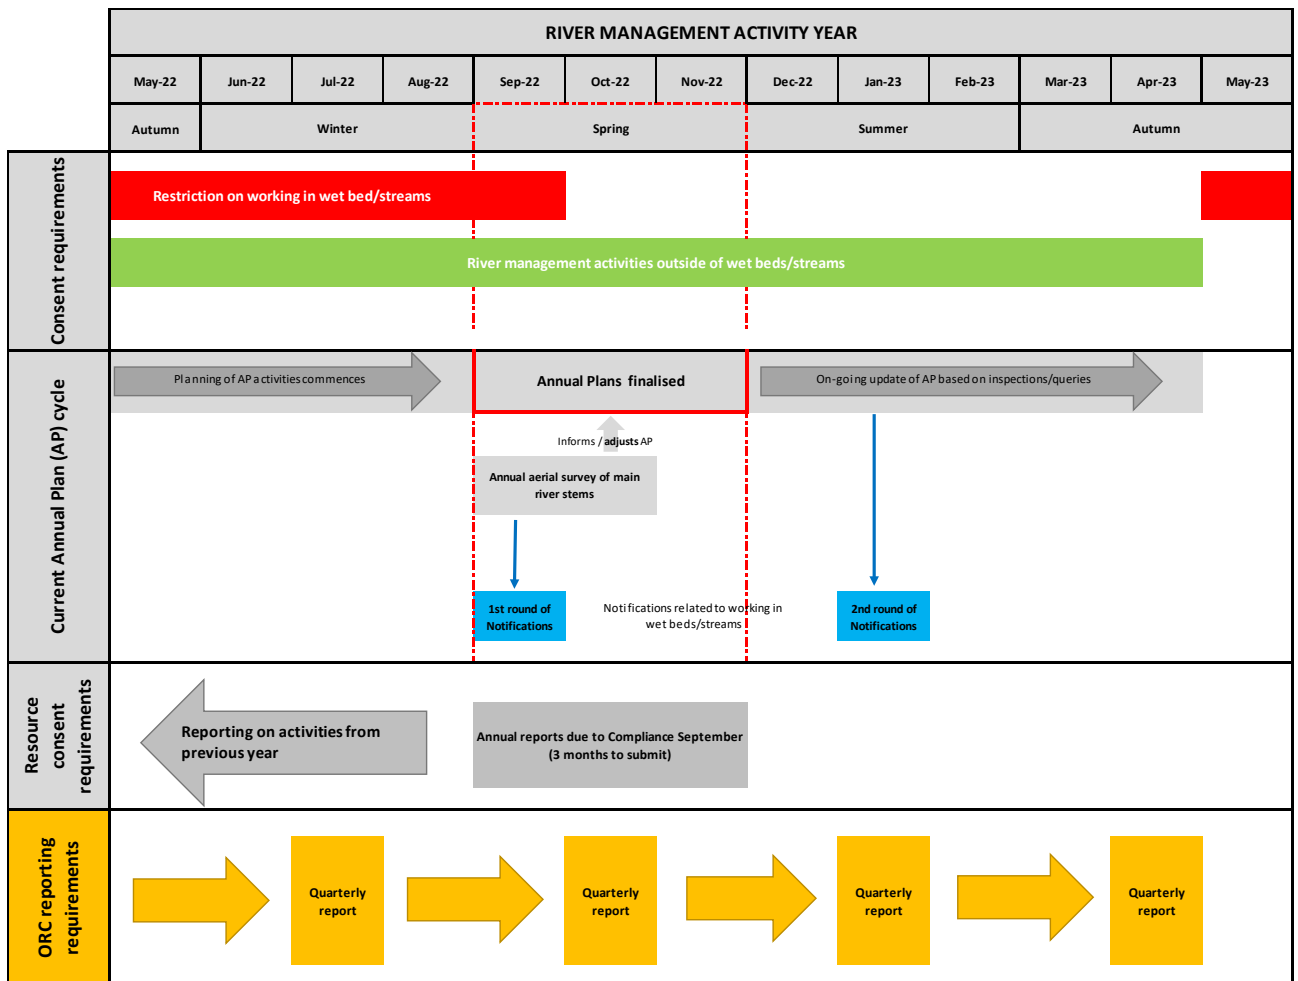 RIVER MANAGEMENT ACTIVITY YEAR
May-22
Jun-22
Jul-22
Aug-22
Sep-22
Oct-22
Nov-22
Dec-22
Jan-23
Feb-23
Mar-23
Apr-23
May-23
Autumn
Winter
Spring
Summer
Autumn
Consent requirements
Restriction on working in wet bed/streams
River management activities outside of wet beds/streams
Current Annual Plan (AP) cycle
Planning of AP activities commences
Annual Plans finalised
On-going update of AP based on inspections/queries
Informs / adjusts AP
Annual aerial survey of main
river stems
1st round of
Notifications
Notifications related to working in
wet beds/streams
2nd round of
Notifications
Resource
consent
requirements
Reporting on activities from
previous year
Annual reports due to Compliance September
(3 months to submit)
ORC reporting
requirements
Quarterly
report
Quarterly
report
Quarterly
report
Quarterly
report